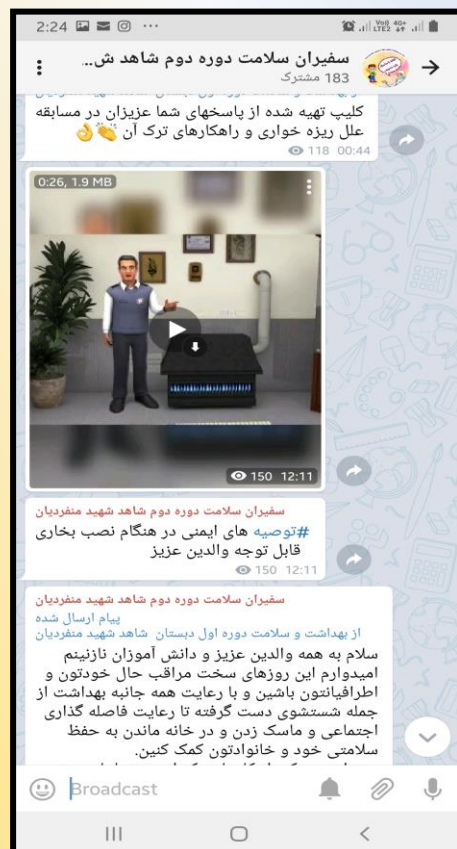 2:24
Voll 4G+
LTE2
سفیران سلامت دوره دوم شاهد ش...
183 مشترک
کلیپ تهیه شده از پاسخهای شما عزیزان در مسابقه
علل ریزه خواری و راهکارهای ترک آن 👏👌
118 00:44
0:26, 1.9 MB
150 12:11
سفیران سلامت دوره دوم شاهد شهید منفردیان
#توصیه های ایمنی در هنگام نصب بخاری
قابل توجه والدین عزیز
150 12:11
سفیران سلامت دوره دوم شاهد شهید منفردیان
پیام ارسال شده
از بهداشت و سلامت دوره اول دبستان شاهد شهید منفردیان
سلام به همه والدین عزیز و دانش آموزان نازنینم
امیدوارم این روزهای سخت مراقب حال خودتون و
اطرافیانتون باشین و با رعایت همه جانبه بهداشت از
جمله شستشوی دست گرفته تا رعایت فاصله گذاری
اجتماعی و ماسک زدن و در خانه ماندن به حفظ
سلامتی خود و خانوادتون کمک کنین.
Broadcast